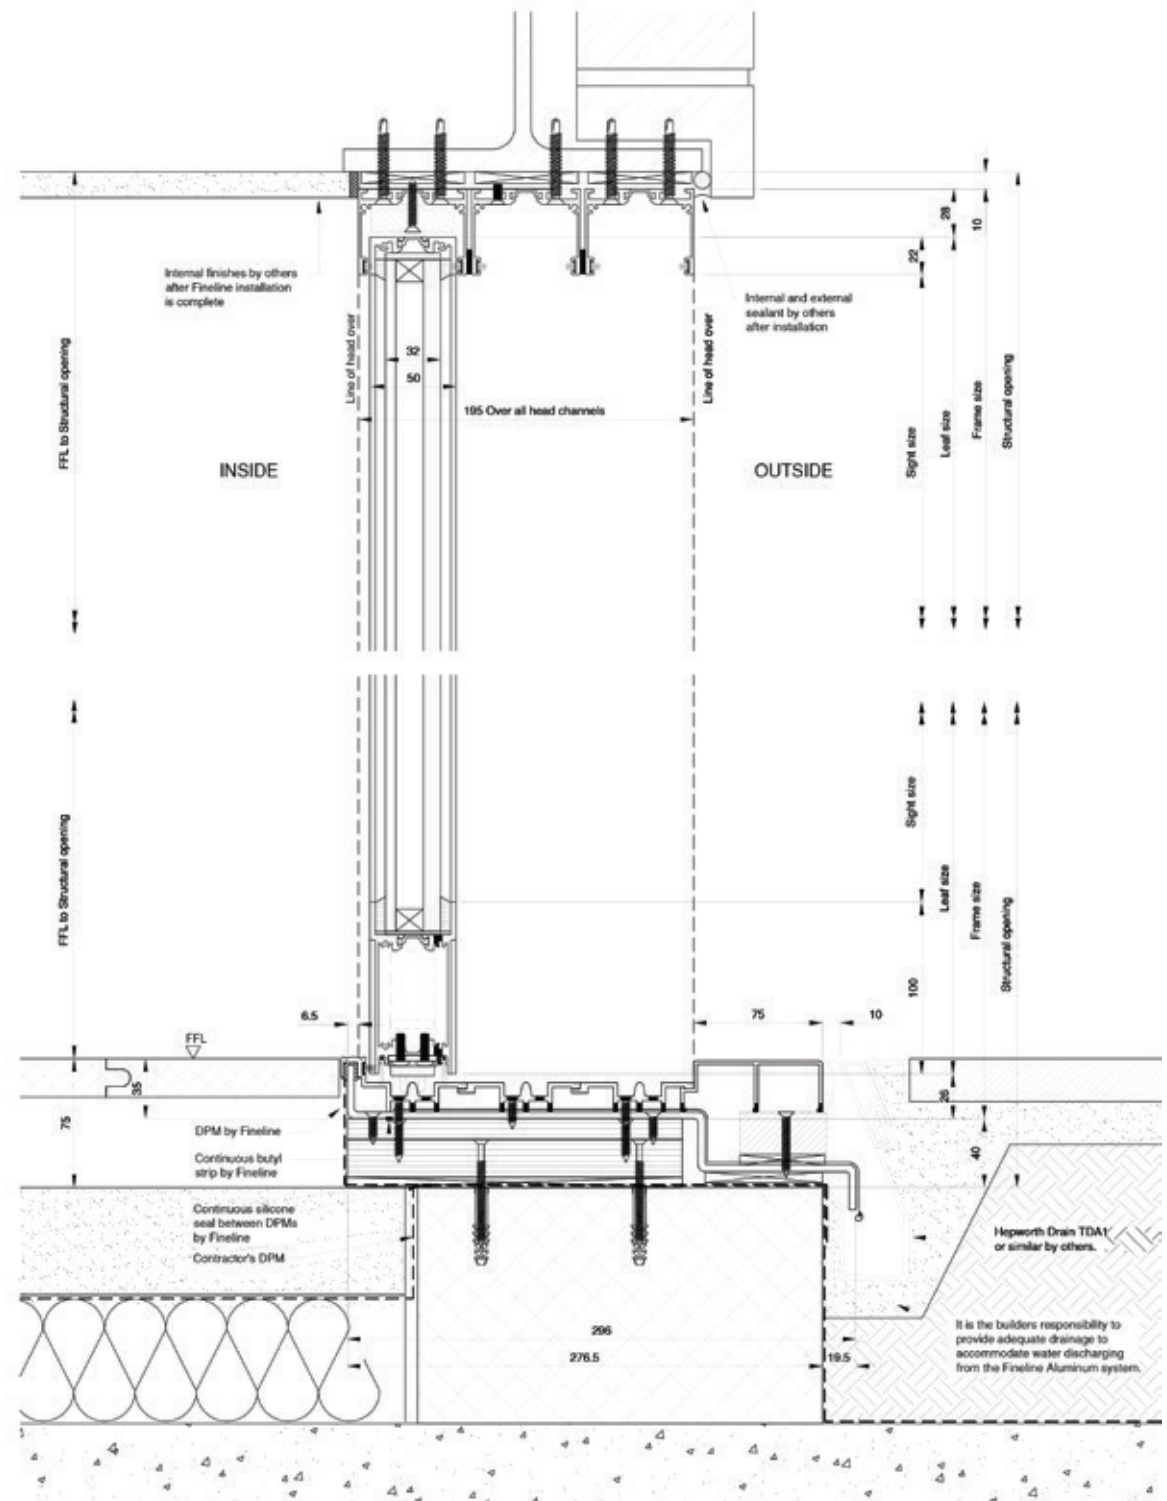 28
10
22
Internal finishes by others
after Fineline installation
is complete
Internal and external
sealant by others
after installation
Line of head over
Line of head over
32
50
195 Over all head channels
FFL to Structural opening
INSIDE
OUTSIDE
Sight size
Leaf size
Frame size
Structural opening
FFL to Structural opening
Sight size
Leaf size
Frame size
Structural opening
100
6.5
75
10
FFL
35
75
26
40
DPM by Fineline
Continuous butyl
strip by Fineline
Continuous silicone
seal between DPMs
by Fineline
Contractor's DPM
Hepworth Drain TDA1
or similar by others.
It is the builders responsibility to
provide adequate drainage to
accommodate water discharging
from the Fineline Aluminum system.
296
276.5
19.5